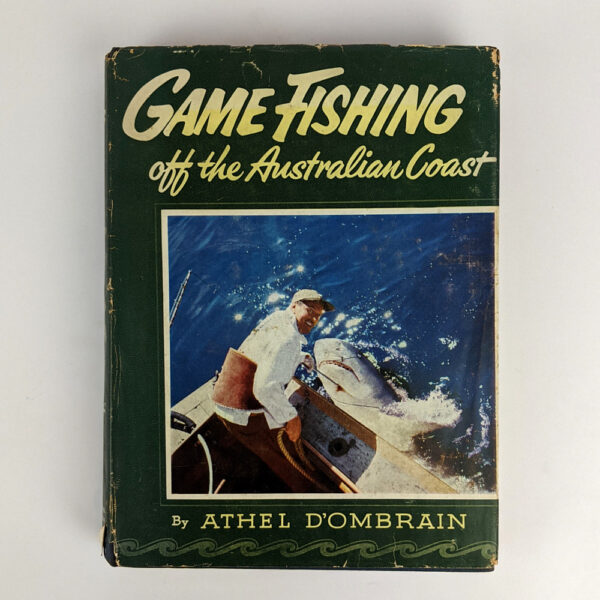 GAME FISHING
off the Australian Coast
By ATHEL D'OMBRAIN